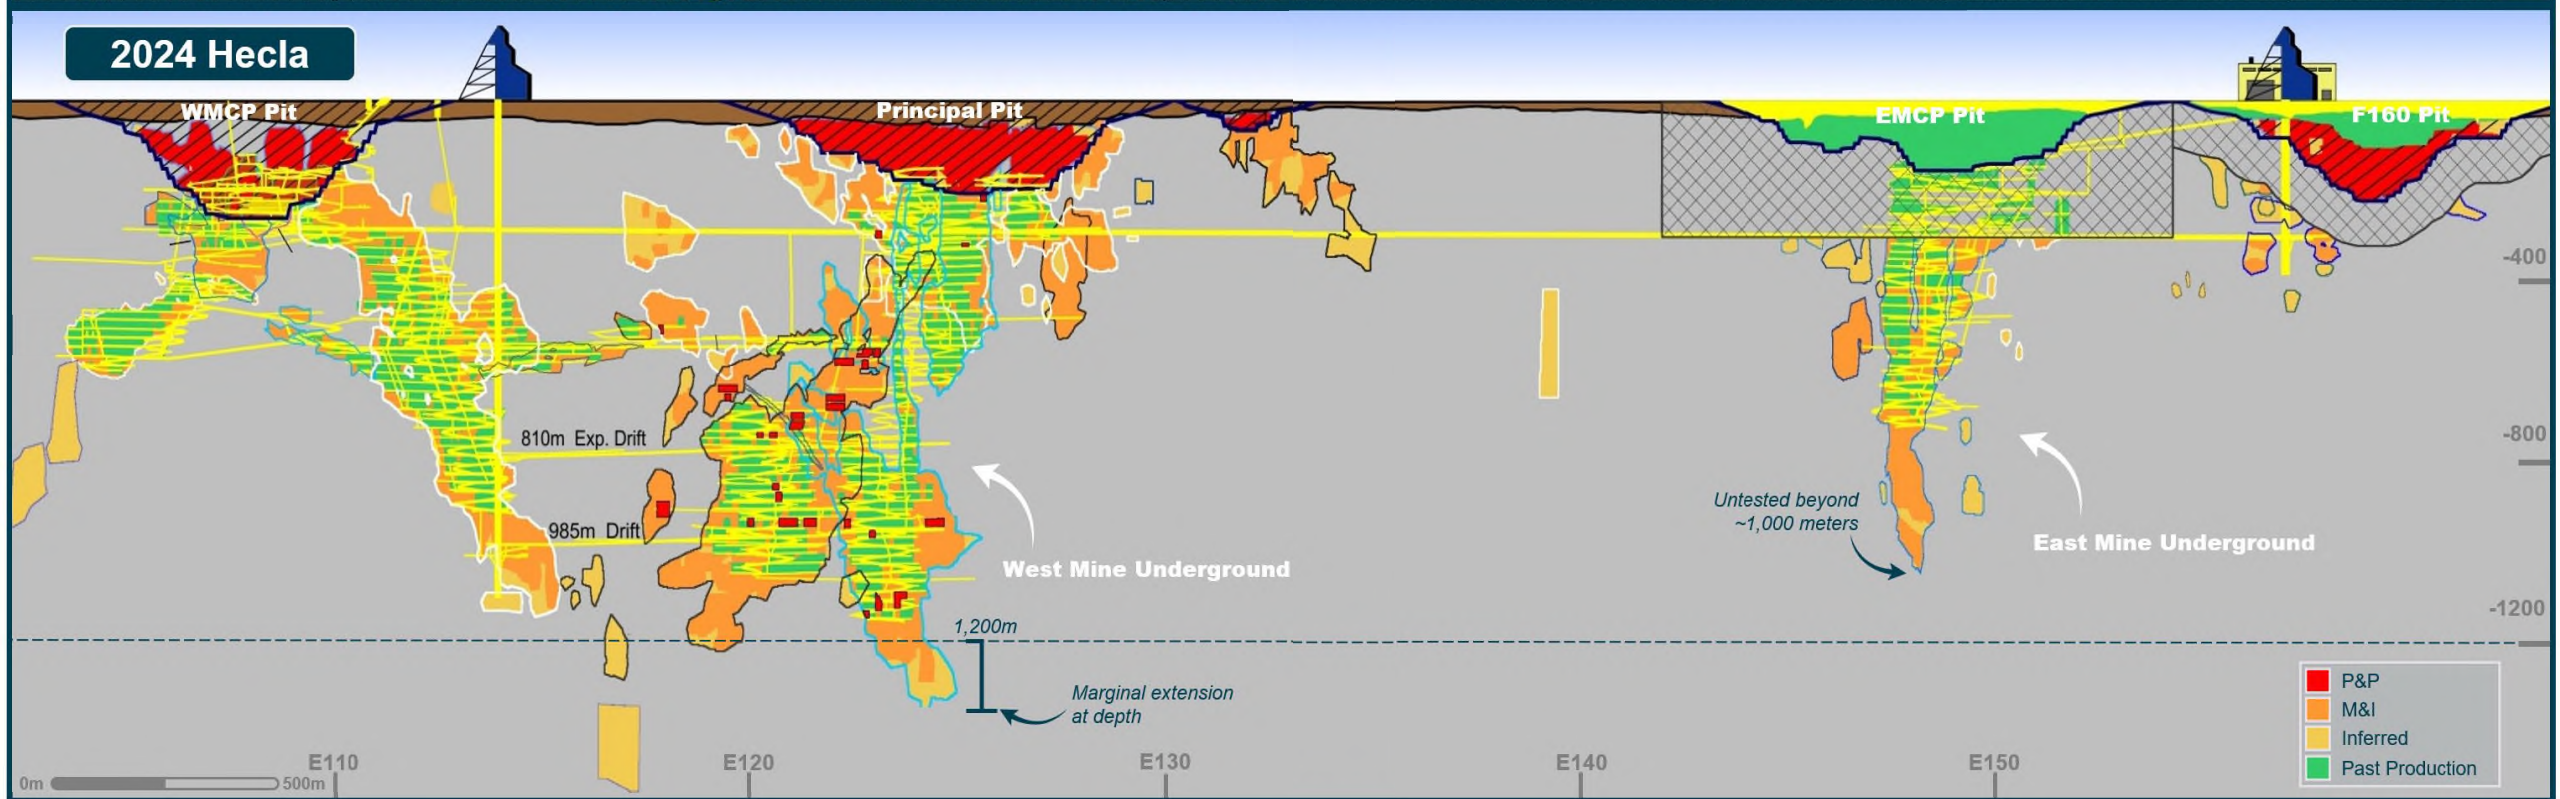 2024 Hecla
WMCP Pit
Principal Pit
EMCP Pit
F160 Pit
-400
-800
810m Exp. Drift
Untested beyond
~1,000 meters
985m Drift
East Mine Underground
West Mine Underground
-1200
1,200m
Marginal extension
at depth
P&P
M&I
Inferred
Past Production
E110
E120
E130
E140
E150
0m
500m